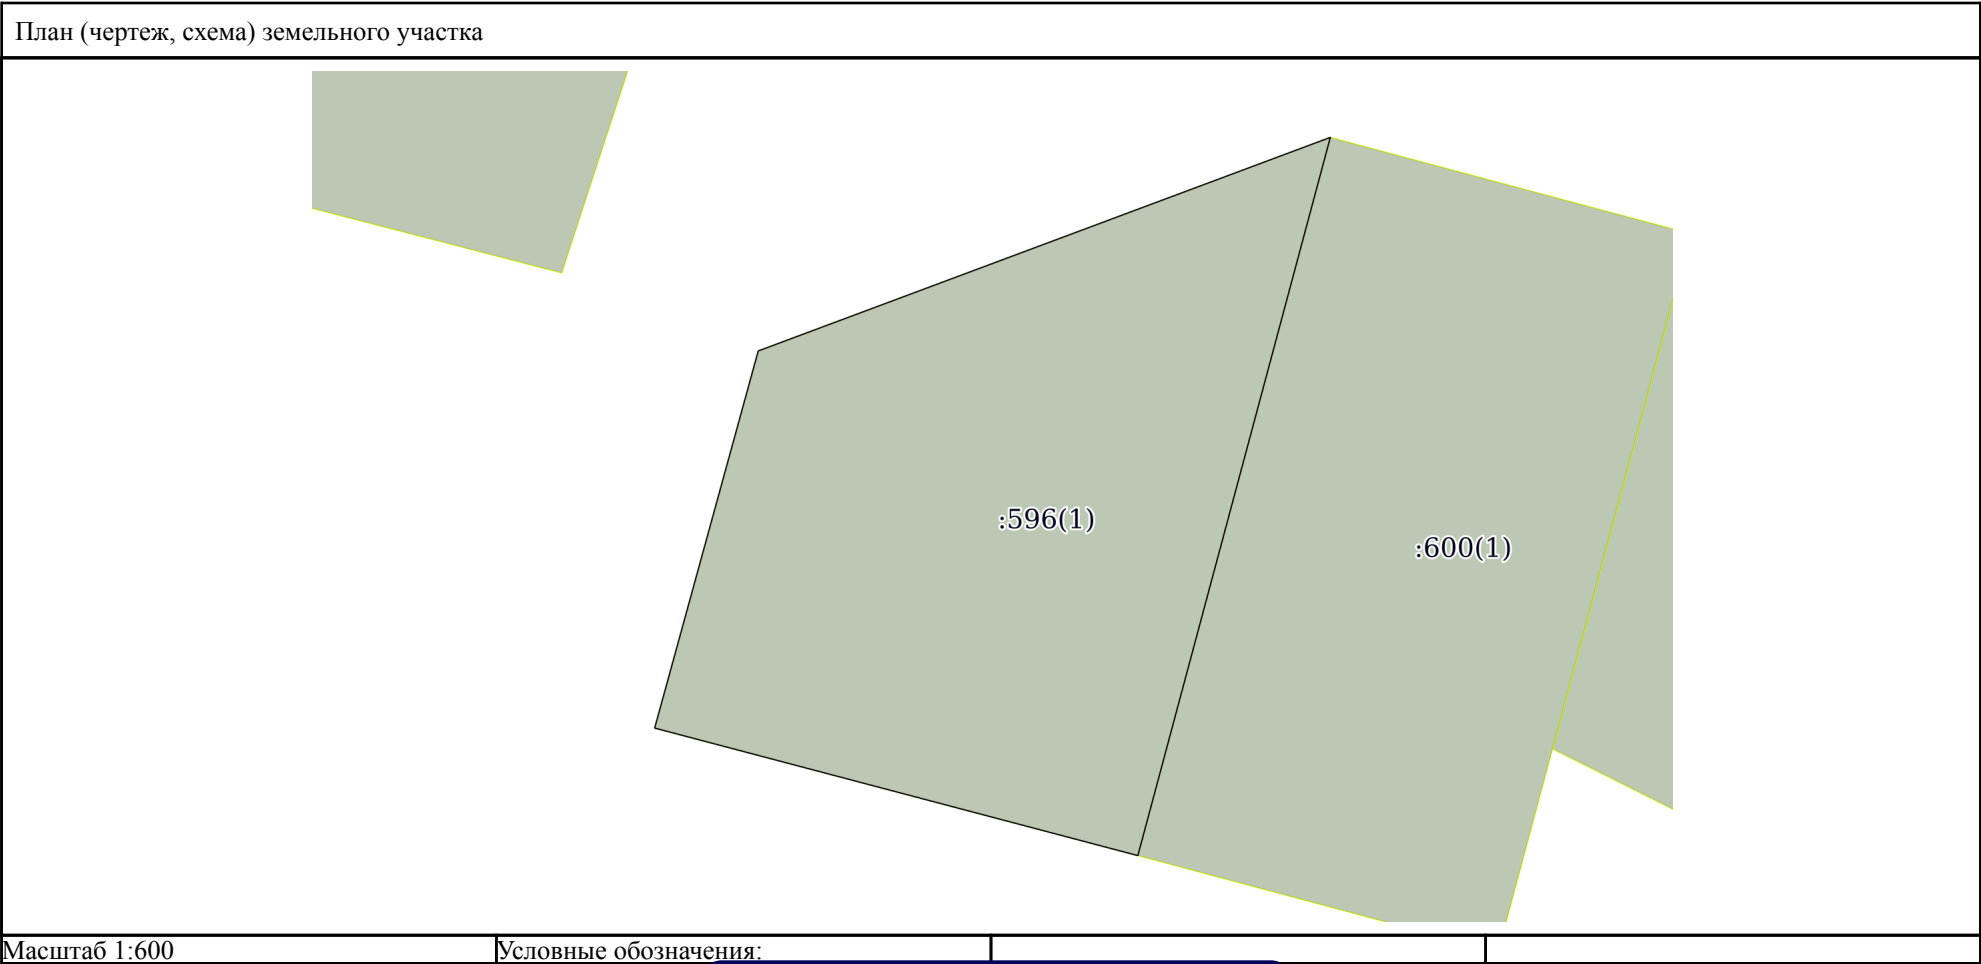 План (чертеж, схема) земельного участка
:596(1)
:600(1)
Масштаб 1:600
Условные обозначения: